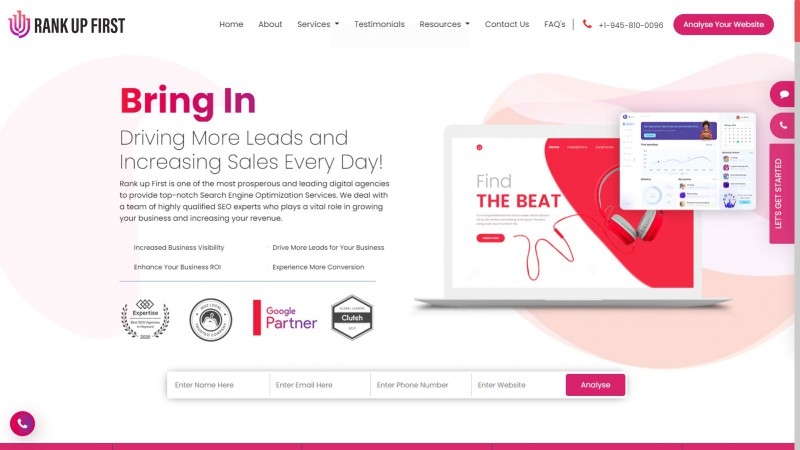 RANK UP FIRST
Home
About
Services
Testimonials
Resources
Contact Us
FAQ's
+1-945-810-0096
Analyse Your Website
Bring In
Driving More Leads and
Increasing Sales Every Day!
Rank up First is one of the most prosperous and leading digital agencies
to provide top-notch Search Engine Optimization Services. We deal with
a team of highly qualified SEO experts who plays a vital role in growing
your business and increasing your revenue.
Increased Business Visibility
Drive More Leads for Your Business
Enhance Your Business ROI
Experience More Conversion
Expertise
Best SEO Agencies
in Hayward
2020
Google
Partner
Clutch
Find
THE BEAT
Home
LET'S GET STARTED
Enter Name Here
Enter Email Here
Enter Phone Number
Enter Website
Analyse